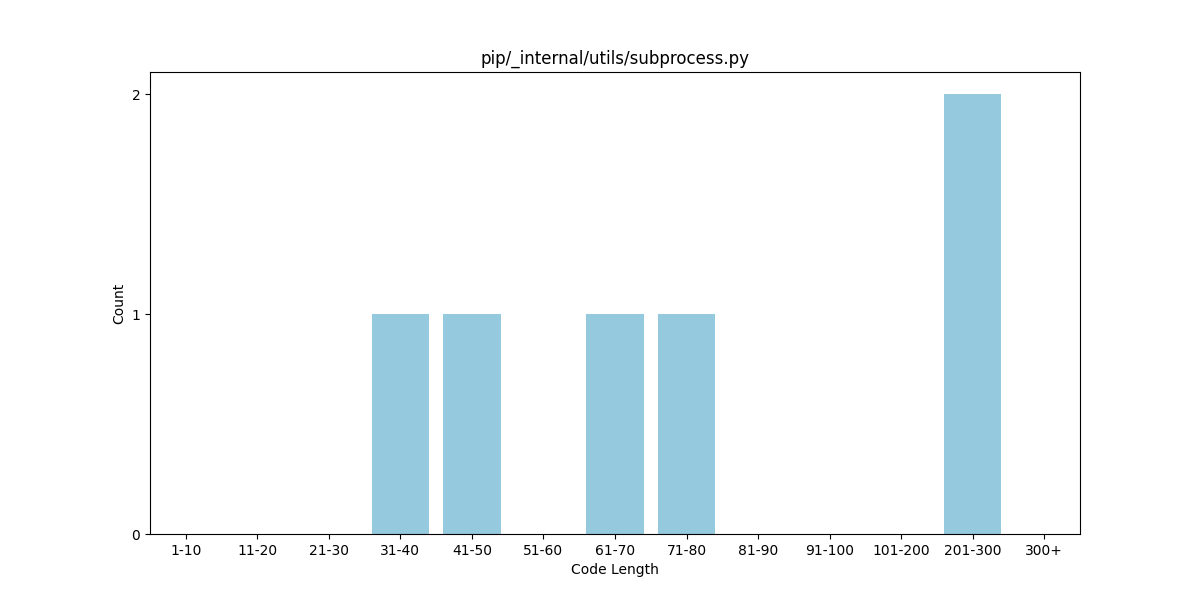 pip/_internal/utils/subprocess.py
Count
2
1
0
1-10 11-20 21-30 31-40 41-50 51-60 61-70 71-80 81-90 91-100 101-200 201-300 300+
Code Length